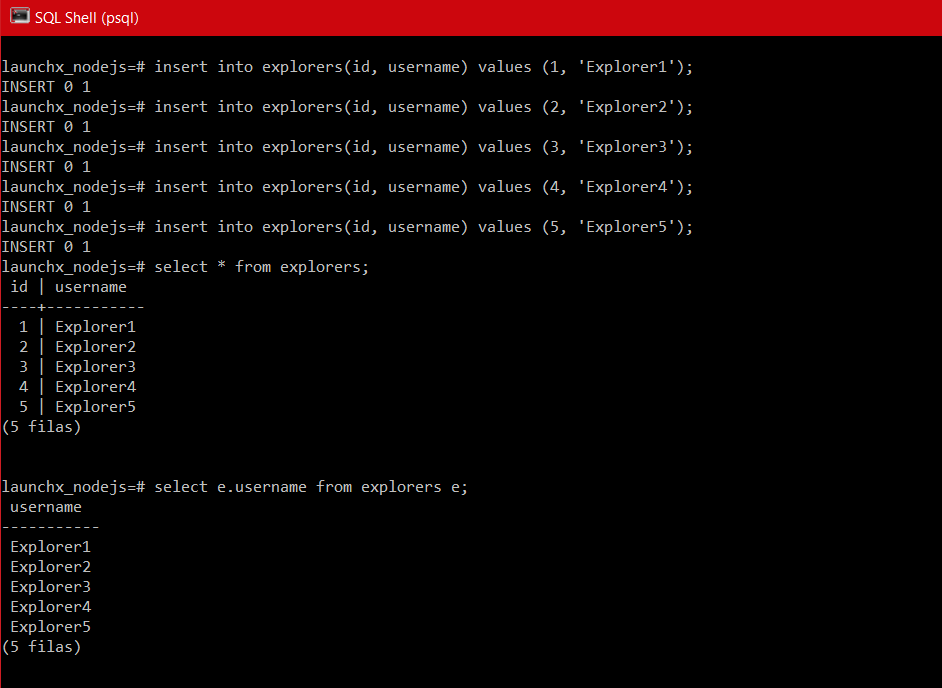 SQL Shell (psql)
launchx_nodejs=# insert into explorers(id, username) values (1, 'Explorer1');
INSERT 0 1
launchx_nodejs=# insert into explorers(id, username) values (2, 'Explorer2');
INSERT 0 1
launchx_nodejs=# insert into explorers(id, username) values (3, 'Explorer3');
INSERT 0 1
launchx_nodejs=# insert into explorers(id, username) values (4, 'Explorer4');
INSERT 0 1
launchx_nodejs=# insert into explorers(id, username) values (5, 'Explorer5');
INSERT 0 1
launchx_nodejs=# select * from explorers;
 id | username
----+-----------
  1 | Explorer1
  2 | Explorer2
  3 | Explorer3
  4 | Explorer4
  5 | Explorer5
(5 filas)
launchx_nodejs=# select e.username from explorers e;
 username
-----------
 Explorer1
 Explorer2
 Explorer3
 Explorer4
 Explorer5
(5 filas)